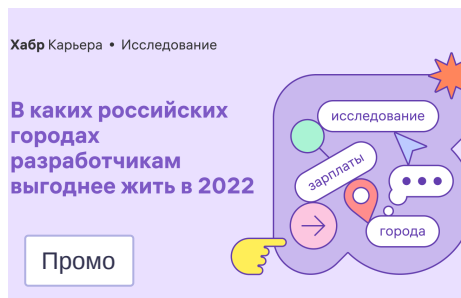 Хабр Карьера • Исследование
В каких российских
городах
разработчикам
выгоднее жить в 2022
исследование
зарплаты
города
Промо